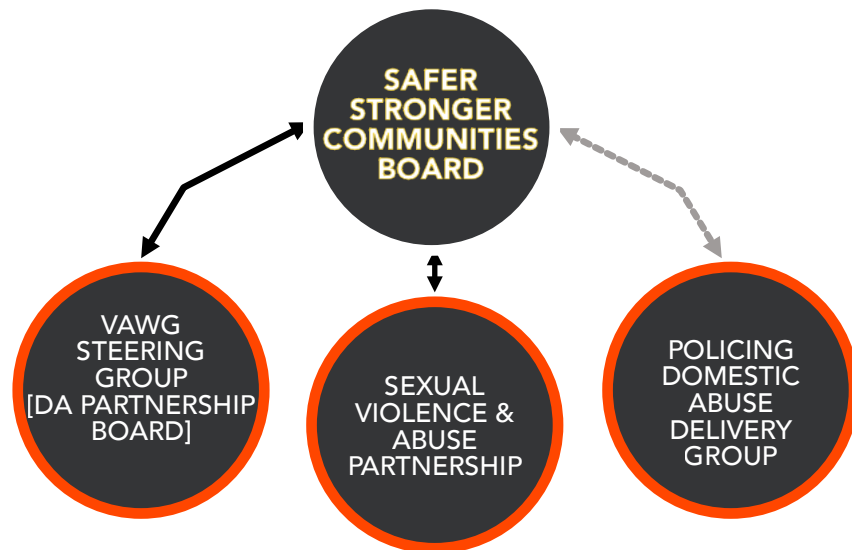 SAFER
STRONGER
COMMUNITIES
BOARD
VAWG
STEERING
GROUP
[DA PARTNERSHIP
BOARD]
SEXUAL
VIOLENCE &
ABUSE
PARTNERSHIP
POLICING
DOMESTIC
ABUSE
DELIVERY
GROUP